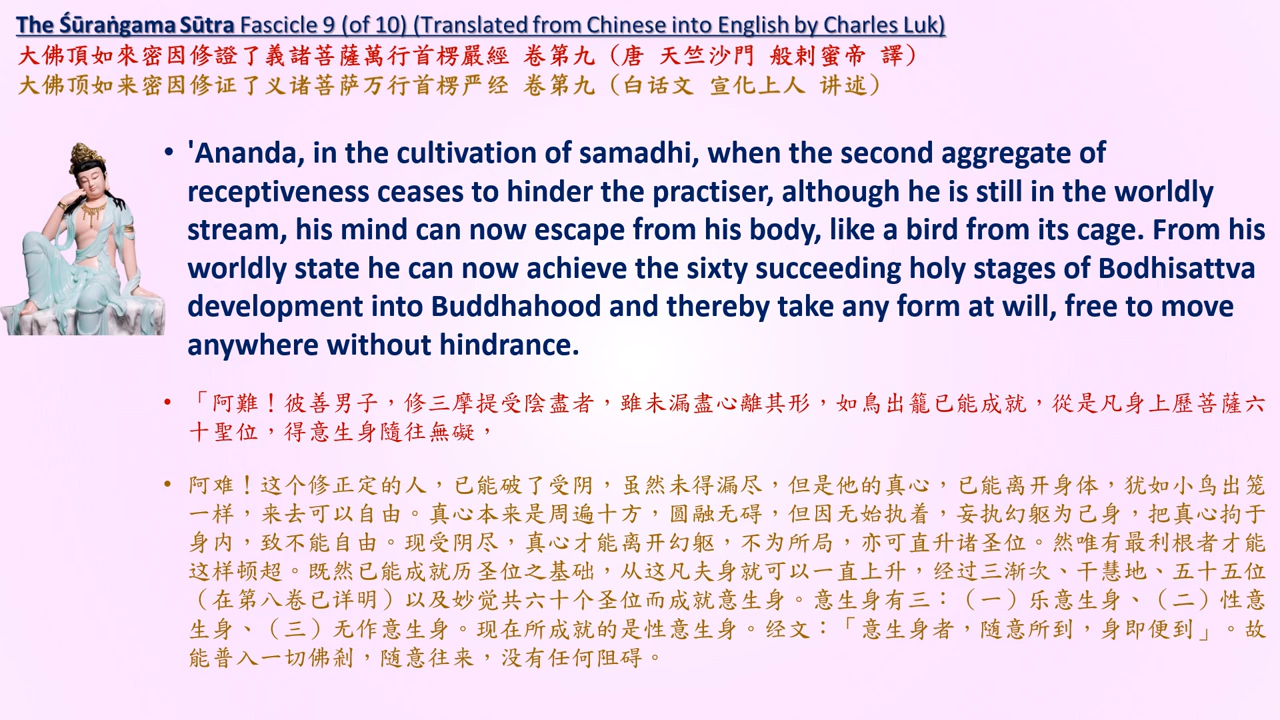 The Śūraṅgama Sūtra Fascicle 9 (of 10) (Translated from Chinese into English by Charles Luk)
大佛頂如來密因修證了義諸菩薩萬行首楞嚴經 卷第九（唐 天竺沙門 般剌蜜帝 譯）
大佛顶如来密因修证了义诸菩萨万行首楞严经 卷第九（白话文 宣化上人 讲述）
• 'Ananda, in the cultivation of samadhi, when the second aggregate of
receptiveness ceases to hinder the practiser, although he is still in the worldly
stream, his mind can now escape from his body, like a bird from its cage. From his
worldly state he can now achieve the sixty succeeding holy stages of Bodhisattva
development into Buddhahood and thereby take any form at will, free to move
anywhere without hindrance.
• 「阿難！彼善男子，修三摩提受陰盡者，雖未漏盡心離其形，如鳥出籠已能成就，從是凡身上歷菩薩六
十聖位，得意生身隨往無礙，
• 阿难！这个修正定的人，已能破了受阴，虽然未得漏尽，但是他的真心，已能离开身体，犹如小鸟出笼
一样，来去可以自由。真心本来是周遍十方，圆融无碍，但因无始执着，妄执幻躯为己身，把真心拘于
身内，致不能自由。现受阴尽，真心才能离开幻躯，不为所局，亦可直升诸圣位。然唯有最利根者才能
这样顿超。既然已能成就历圣位之基础，从这凡夫身就可以一直上升，经过三渐次、干慧地、五十五位
（在第八卷已详明）以及妙觉共六十个圣位而成就意生身。意生身有三：（一）乐意生身、（二）性意
生身、（三）无作意生身。现在所成就的是性意生身。经文：「意生身者，随意所到，身即便到」。故
能普入一切佛剎，随意往来，没有任何阻碍。